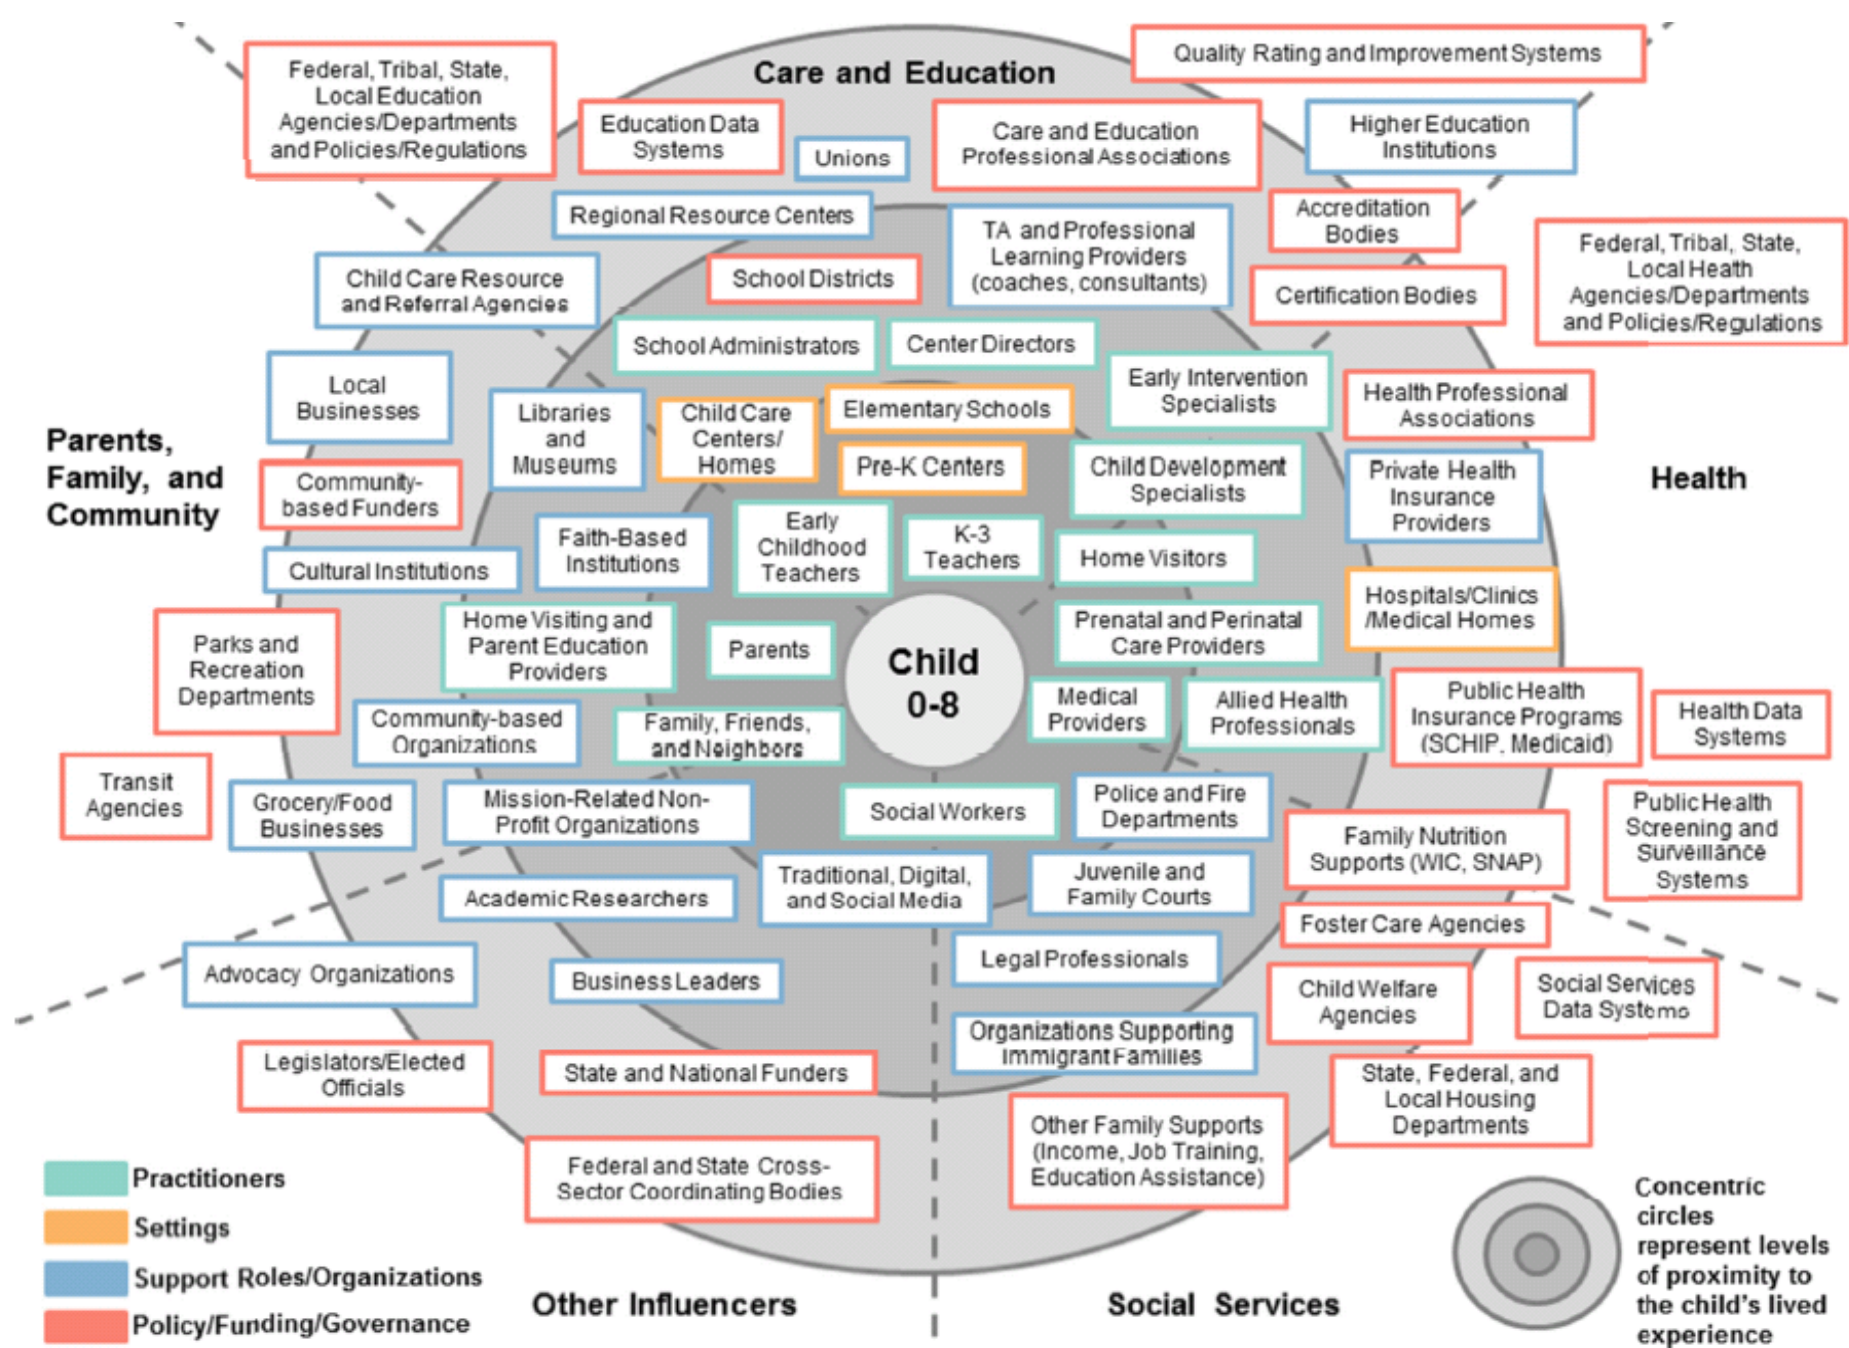 Care and Education
Quality Rating and Improvement Systems
Federal, Tribal, State,
Local Education
Agencies/Departments
and Policies/Regulations
Education Data
Systems
Unions
Care and Education
Professional Associations
Higher Education
Institutions
Regional Resource Centers
TA and Professional
Learning Providers
(coaches, consultants)
Accreditation
Bodies
Federal, Tribal, State,
Local Heath
Agencies/Departments
and Policies/Regulations
Child Care Resource
and Referral Agencies
School Districts
Certification Bodies
School Administrators
Center Directors
Local
Businesses
Libraries
and
Museums
Child Care
Centers/
Homes
Elementary Schools
Early Intervention
Specialists
Health Professional
Associations
Parents,
Family, and
Community
Community-
based Funders
Pre-K Centers
Child Development
Specialists
Private Health
Insurance
Providers
Health
Faith-Based
Institutions
Early
Childhood
Teachers
K-3
Teachers
Home Visitors
Cultural Institutions
Hospitals/Clinics
/Medical Homes
Parks and
Recreation
Departments
Home Visiting and
Parent Education
Providers
Parents
Child
0-8
Prenatal and Perinatal
Care Providers
Community-based
Organizations
Family, Friends,
and Neighbors
Medical
Providers
Allied Health
Professionals
Public Health
Insurance Programs
(SCHIP. Medicaid)
Health Data
Systems
Transit
Agencies
Grocery/Food
Businesses
Mission-Related Non-
Profit Organizations
Social Workers
Police and Fire
Departments
Family Nutrition
Supports (WIC, SNAP)
Public Health
Screening and
Surveillance
Systems
Academic Researchers
Traditional, Digital,
and Social Media
Juvenile and
Family Courts
Foster Care Agencies
Advocacy Organizations
Business Leaders
Legal Professionals
Child Welfare
Agencies
Social Services
Data Systems
Organizations Supporting
Immigrant Families
Legislators/Elected
Officials
State and National Funders
State, Federal, and
Local Housing
Departments
Other Family Supports
(Income, Job Training,
Education Assistance)
Federal and State Cross-
Sector Coordinating Bodies
Practitioners
Settings
Support Roles/Organizations
Policy/Funding/Governance
Other Influencers
Social Services
Concentric
circles
represent levels
of proximity to
the child's lived
experience